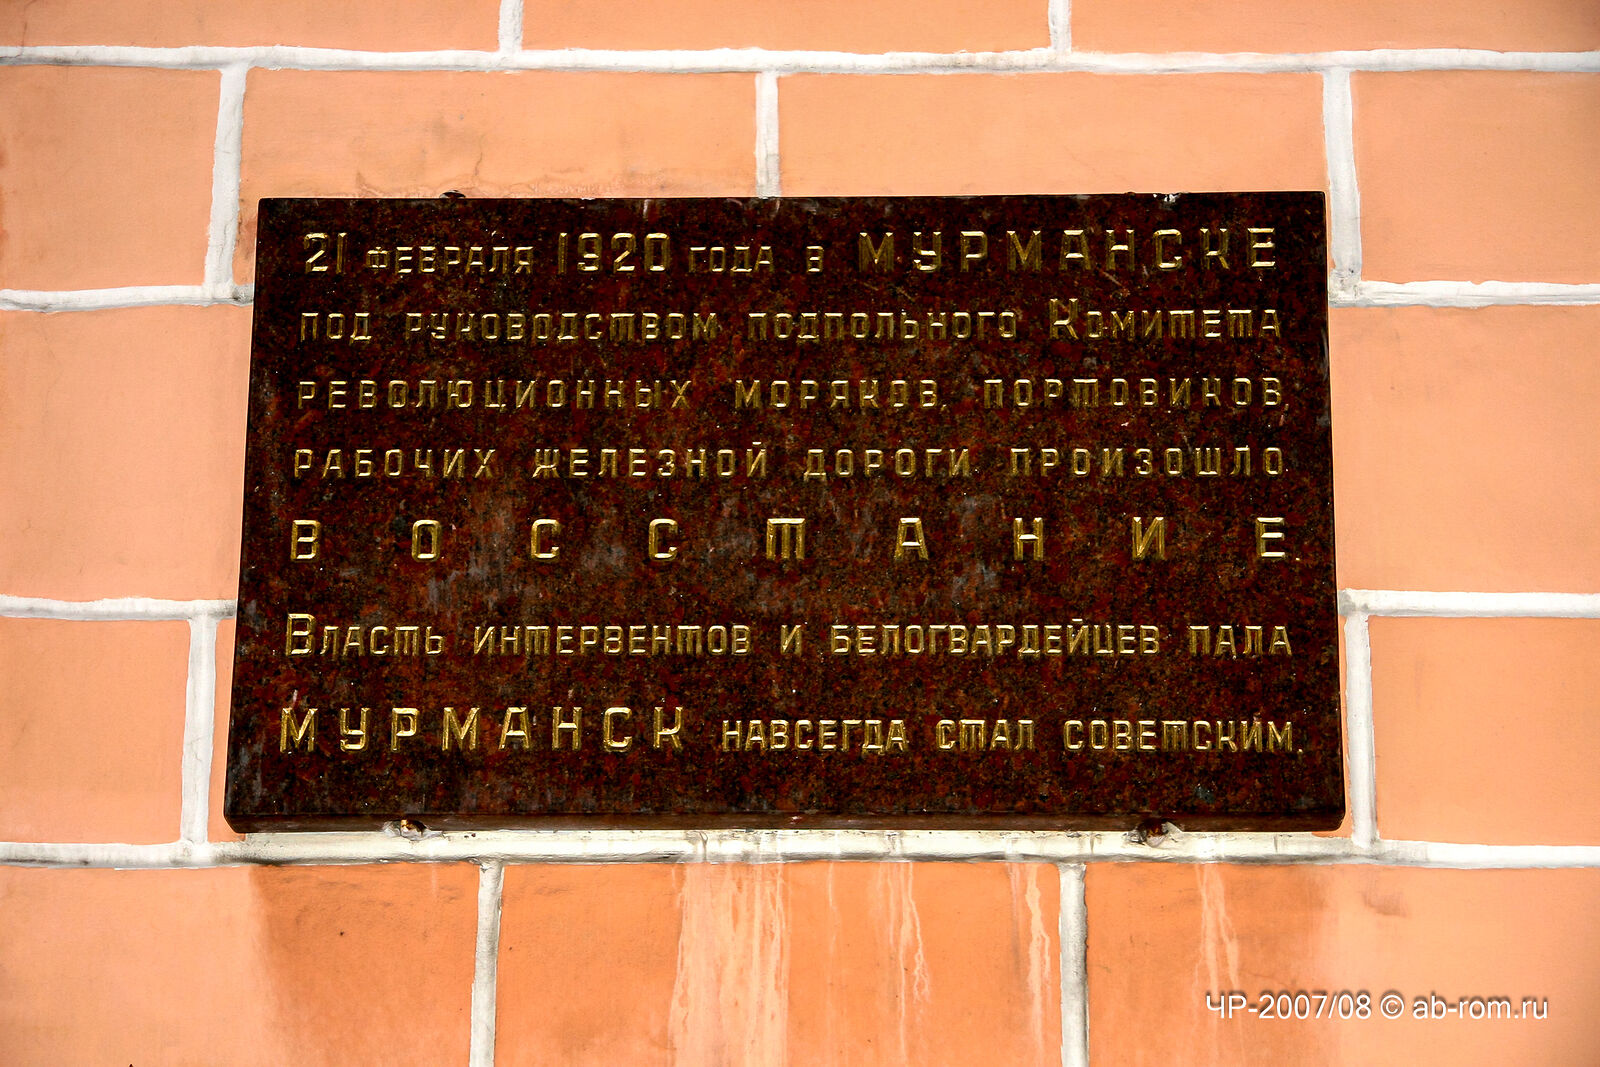 21 ФЕВРАЛЯ 1920 ГОДА В МУРМАНСКЕ
ПОД РУКОВОДСТВОМ ПОДПОЛЬНОГО КОМИТЕТА
РЕВОЛЮЦИОННЫХ МОРЯКОВ, ПОРТОВИКОВ,
РАБОЧИХ ЖЕЛЕЗНОЙ ДОРОГИ ПРОИЗОШЛО
ВОССТАНИЕ.
ВЛАСТЬ ИНТЕРВЕНТОВ И БЕЛОГВАРДЕЙЦЕВ ПАЛА
МУРМАНСК НАВСЕГДА СТАЛ СОВЕТСКИМ.
ЧР-2007/08 © ab-rom.ru